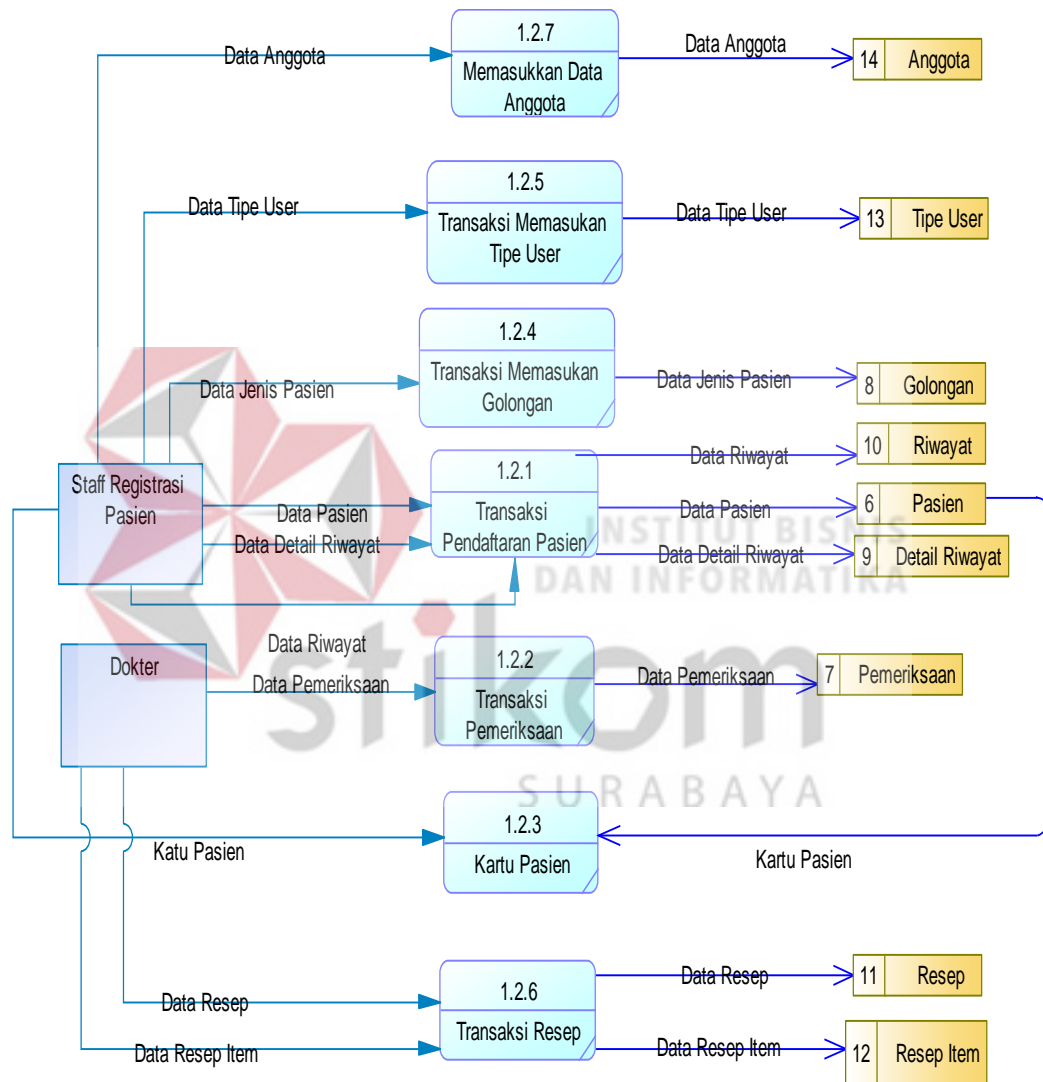 1.2.7
Data Anggota
Memasukkan Data
Anggota
Data Anggota
14 Anggota
1.2.5
Data Tipe User
Transaksi Memasukan
Tipe User
Data Tipe User
13 Tipe User
1.2.4
Data Jenis Pasien
Transaksi Memasukan
Golongan
Data Jenis Pasien
8 Golongan
Staff Registrasi
Pasien
1.2.1
Data Pasien
Data Detail Riwayat
Transaksi
Pendaftaran Pasien
Data Riwayat
10 Riwayat
Data Pasien
6 Pasien
Data Detail Riwayat
9 Detail Riwayat
INSTITUT BISNIS
DAN INFORMATIKA
stikom
SURABAYA
Dokter
Data Riwayat
Data Pemeriksaan
1.2.2
Transaksi
Pemeriksaan
Data Pemeriksaan
7 Pemeriksaan
Katu Pasien
1.2.3
Kartu Pasien
Kartu Pasien
Data Resep
Data Resep Item
1.2.6
Transaksi Resep
Data Resep
11 Resep
Data Resep Item
12 Resep Item